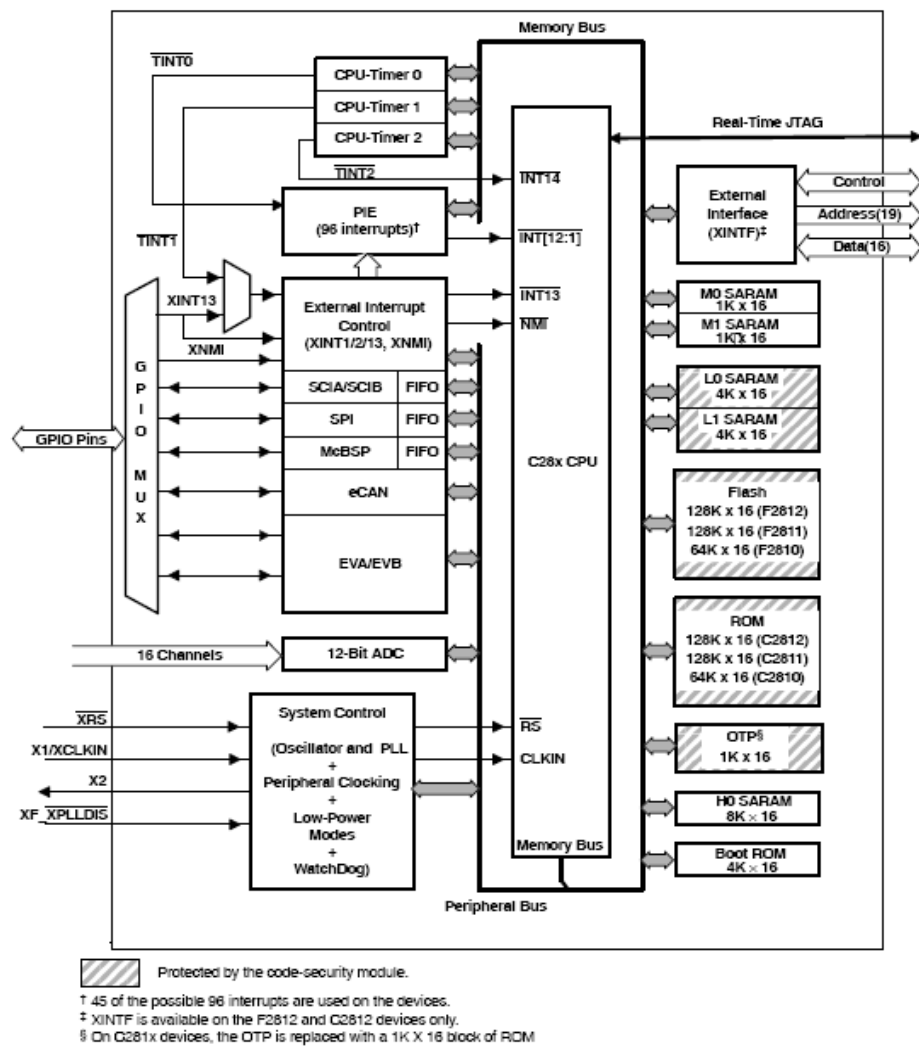 Memory Bus
TINT0
CPU-Timer 0
CPU-Timer 1
CPU-Timer 2
Real-Time JTAG
TINT2
INT14
PIE
(96 interrupts)†
INT[12:1]
External
Interface
(XINTF)‡
Control
Address(19)
Data(16)
TINT1
XINT13
External Interrupt
Control
(XINT1/2/13, XNMI)
INT13
NMI
M0 SARAM
1K x 16
M1 SARAM
1K x 16
XNMI
GPIO MUX
GPIO Pins
SCIA/SCIB
FIFO
SPI
FIFO
McBSP
FIFO
eCAN
EVA/EVB
C28x CPU
L0 SARAM
4K x 16
L1 SARAM
4K x 16
Flash
128K x 16 (F2812)
128K x 16 (F2811)
64K x 16 (F2810)
ROM
128K x 16 (C2812)
128K x 16 (C2811)
64K x 16 (C2810)
16 Channels
12-Bit ADC
XRS
X1/XCLKIN
X2
XF_XPLLDIS
System Control
(Oscillator and PLL
+
Peripheral Clocking
+
Low-Power
Modes
+
WatchDog)
RS
CLKIN
OTP§
1K x 16
H0 SARAM
8K × 16
Boot ROM
4K × 16
Memory Bus
Peripheral Bus
Protected by the code-security module.
† 45 of the possible 96 interrupts are used on the devices.
‡ XINTF is available on the F2812 and C2812 devices only.
§ On C281x devices, the OTP is replaced with a 1K X 16 block of ROM